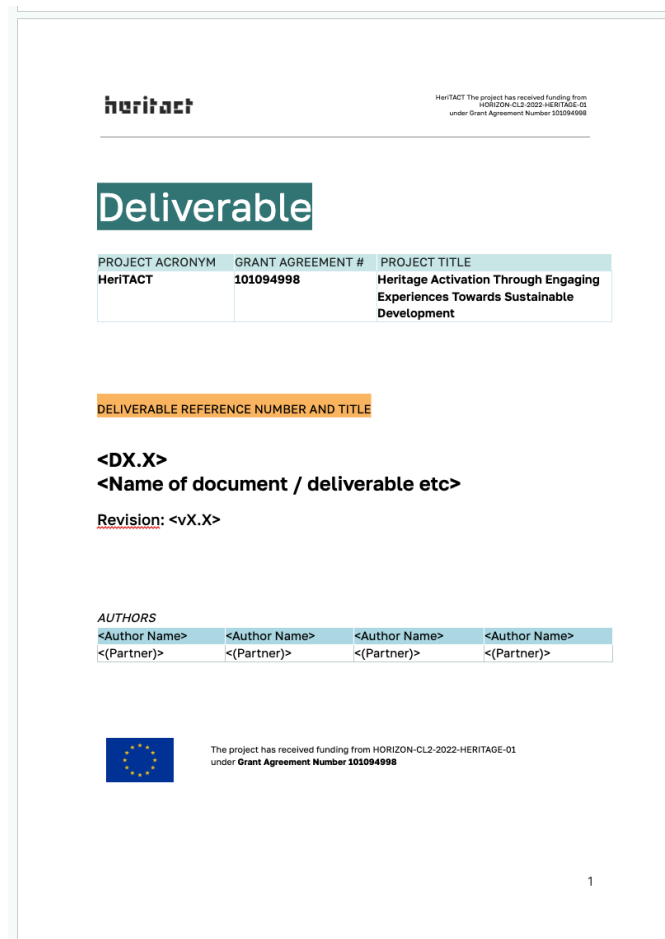 heritact
HeriTACT The project has received funding from
HORIZON-CL2-2022-HERITAGE-01
under Grant Agreement Number 101094998
Deliverable
PROJECT ACRONYM GRANT AGREEMENT # PROJECT TITLE
HeriTACT 101094998 Heritage Activation Through Engaging
Experiences Towards Sustainable
Development
DELIVERABLE REFERENCE NUMBER AND TITLE
<DX.X>
<Name of document / deliverable etc>
Revision: <vX.X>
AUTHORS
<Author Name> <Author Name> <Author Name> <Author Name>
<(Partner)> <(Partner)> <(Partner)> <(Partner)>
The project has received funding from HORIZON-CL2-2022-HERITAGE-01
under Grant Agreement Number 101094998
1